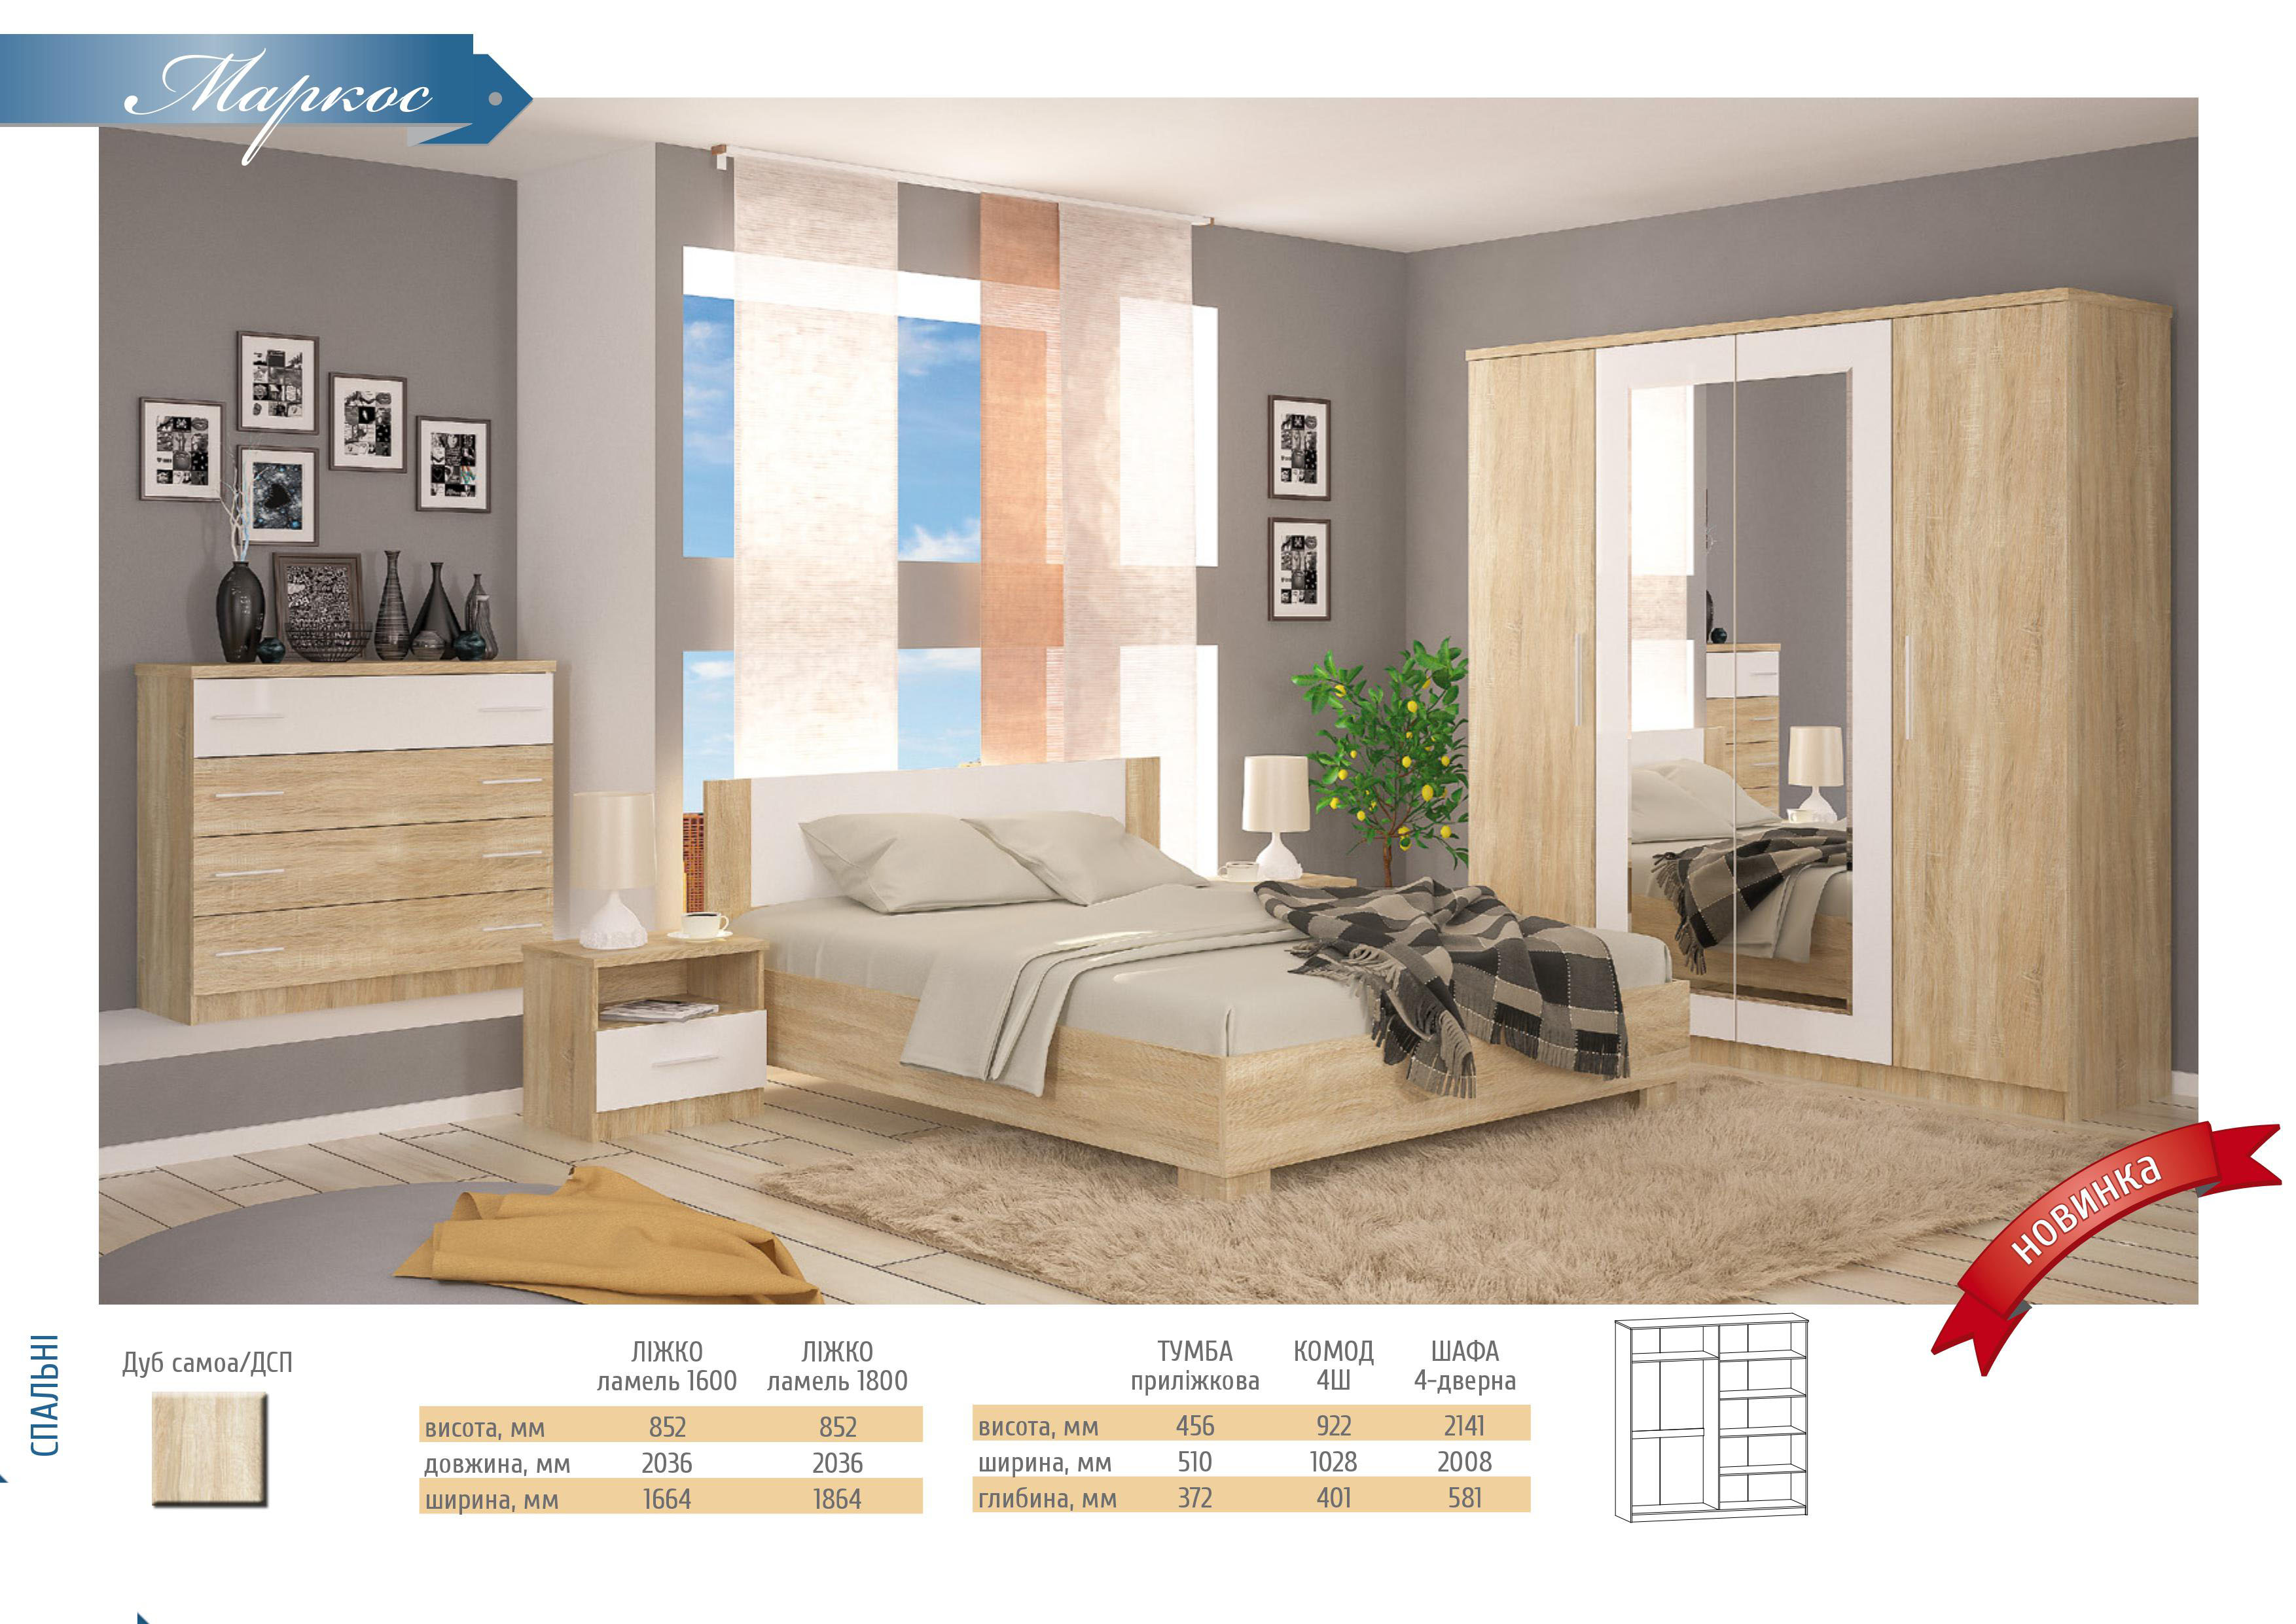 Маркос
новинка
СПАЛЬНІ
Дуб самоа/ДСП
ЛІЖКО ЛІЖКО
ламель 1600 ламель 1800
висота, мм 852 852
довжина, мм 2036 2036
ширина, мм 1664 1864
ТУМБА КОМОД ШАФА
приліжкова 4Ш 4-дверна
висота, мм 456 922 2141
ширина, мм 510 1028 2008
глибина, мм 372 401 581